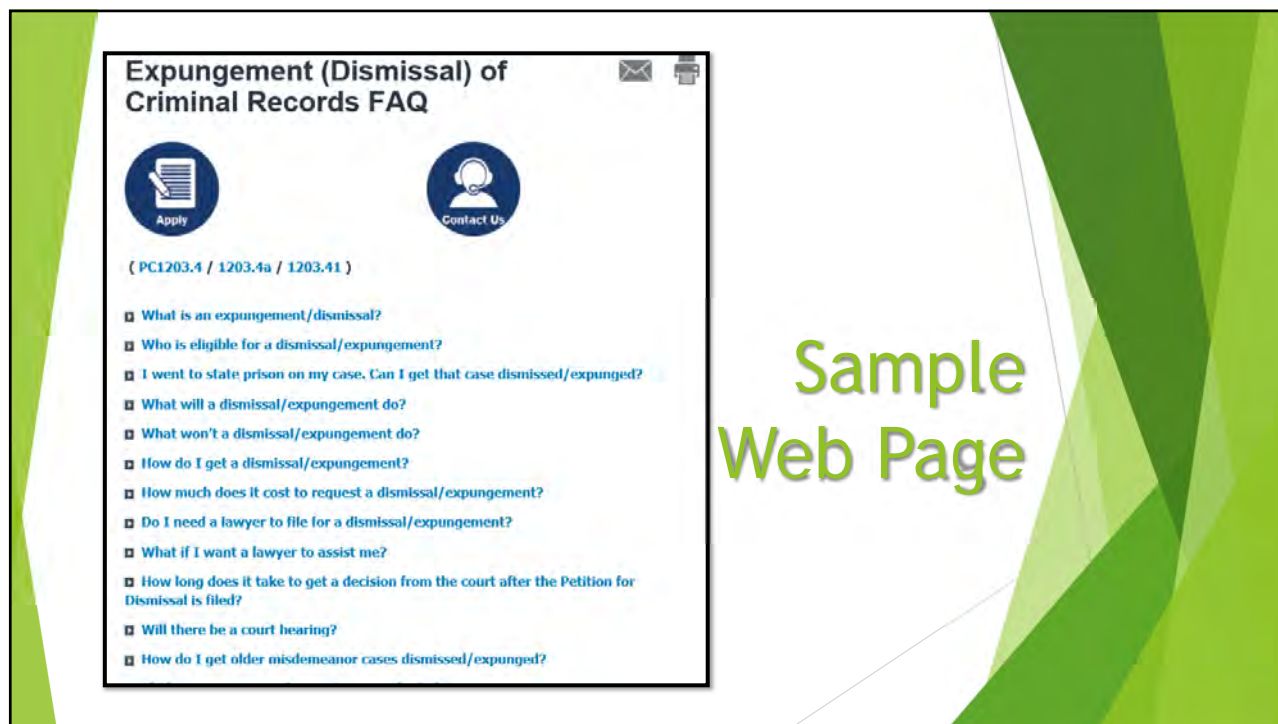 Expungement (Dismissal) of
Criminal Records FAQ
Apply
Contact Us
( PC1203.4 / 1203.4a / 1203.41 )
What is an expungement/dismissal?
Who is eligible for a dismissal/expungement?
I went to state prison on my case. Can I get that case dismissed/expunged?
What will a dismissal/expungement do?
What won't a dismissal/expungement do?
How do I get a dismissal/expungement?
How much does it cost to request a dismissal/expungement?
Do I need a lawyer to file for a dismissal/expungement?
What if I want a lawyer to assist me?
How long does it take to get a decision from the court after the Petition for
Dismissal is filed?
Will there be a court hearing?
How do I get older misdemeanor cases dismissed/expunged?
Sample
Web Page